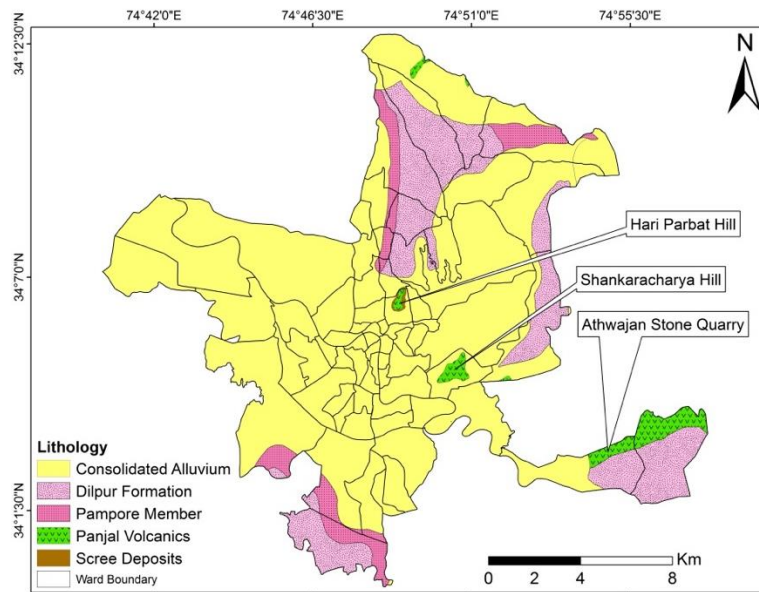 74°42'0"E
74°46'30"E
74°51'0"E
74°55'30"E
34°12'30"N
N
Hari Parbat Hill
34°7'0"N
Shankaracharya Hill
Athwajan Stone Quarry
Lithology
Consolidated Alluvium
Dilpur Formation
Pampore Member
Panjal Volcanics
Scree Deposits
Ward Boundary
34°1'30"N
Km
0 2 4 8